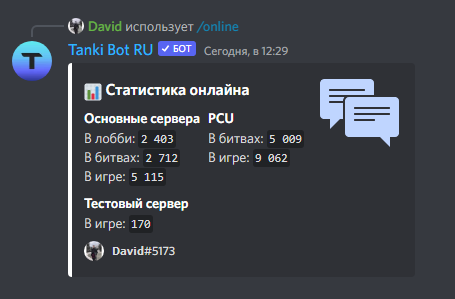 David использует /online
Tanki Bot RU ✓ БОТ Сегодня, в 12:29
Статистика онлайна
Основные сервера PCU
В лобби: 2 403 В битвах: 5 009
В битвах: 2 712 В игре: 9 062
В игре: 5 115
Тестовый сервер
В игре: 170
David#5173